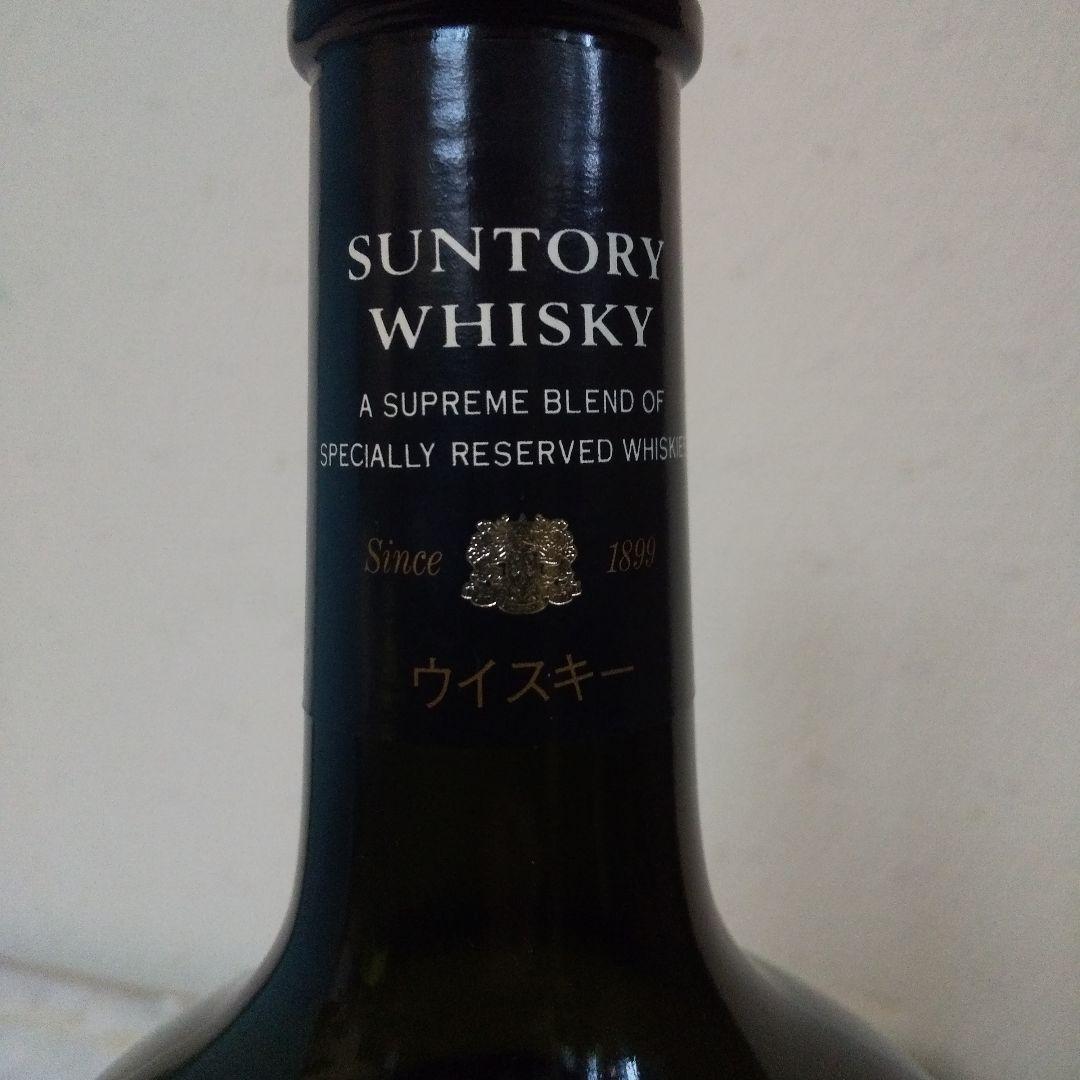 SUNTORY
WHISKY
A SUPREME BLEND OF
SPECIALLY RESERVED WHISKIES
Since 1899
ウイスキー